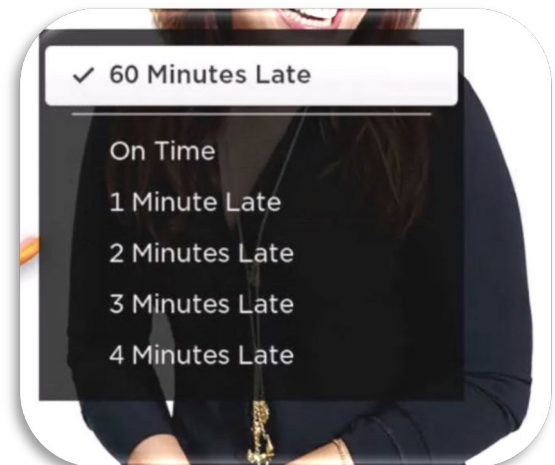 ✓ 60 Minutes Late
On Time
1 Minute Late
2 Minutes Late
3 Minutes Late
4 Minutes Late